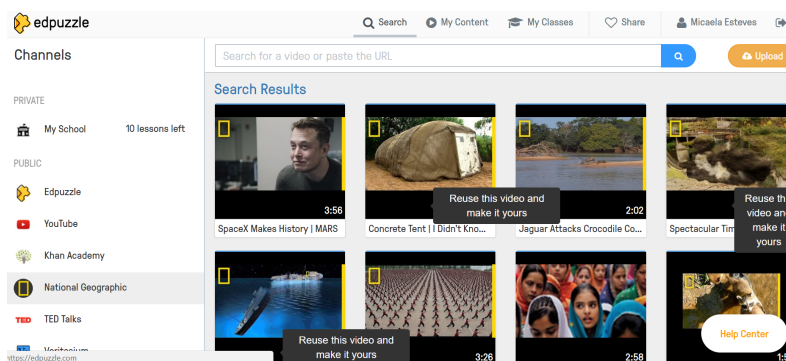 edpuzzle
Search
My Content
My Classes
Share
Micaela Esteves
Channels
Search for a video or paste the URL
Upload
Search Results
PRIVATE
My School
10 lessons left
PUBLIC
Edpuzzle
YouTube
Khan Academy
National Geographic
TED
TED Talks
3:56
2:02
Reuse this video and
make it yours
Reuse th
video and
make it
yours
SpaceX Makes History | MARS
Concrete Tent | I Didn't Kno...
Jaguar Attacks Crocodile Co...
Spectacular Tim
Reuse this video and
make it yours
3:26
2:58
Help Center
https://edpuzzle.com